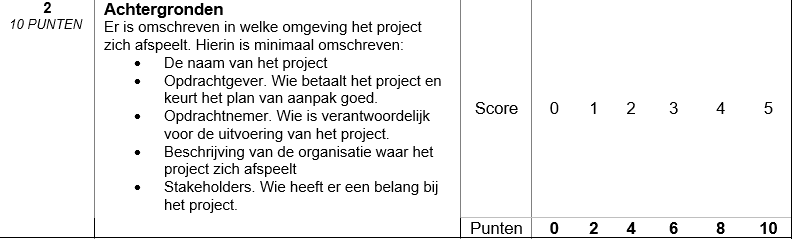 2
10 PUNTEN
Achtergronden
Er is omschreven in welke omgeving het project
zich afspeelt. Hierin is minimaal omschreven:
• De naam van het project
• Opdrachtgever. Wie betaalt het project en
keurt het plan van aanpak goed.
• Opdrachtnemer. Wie is verantwoordelijk
voor de uitvoering van het project.
• Beschrijving van de organisatie waar het
project zich afspeelt
• Stakeholders. Wie heeft er een belang bij
het project.
Score 0 1 2 3 4 5
Punten 0 2 4 6 8 10